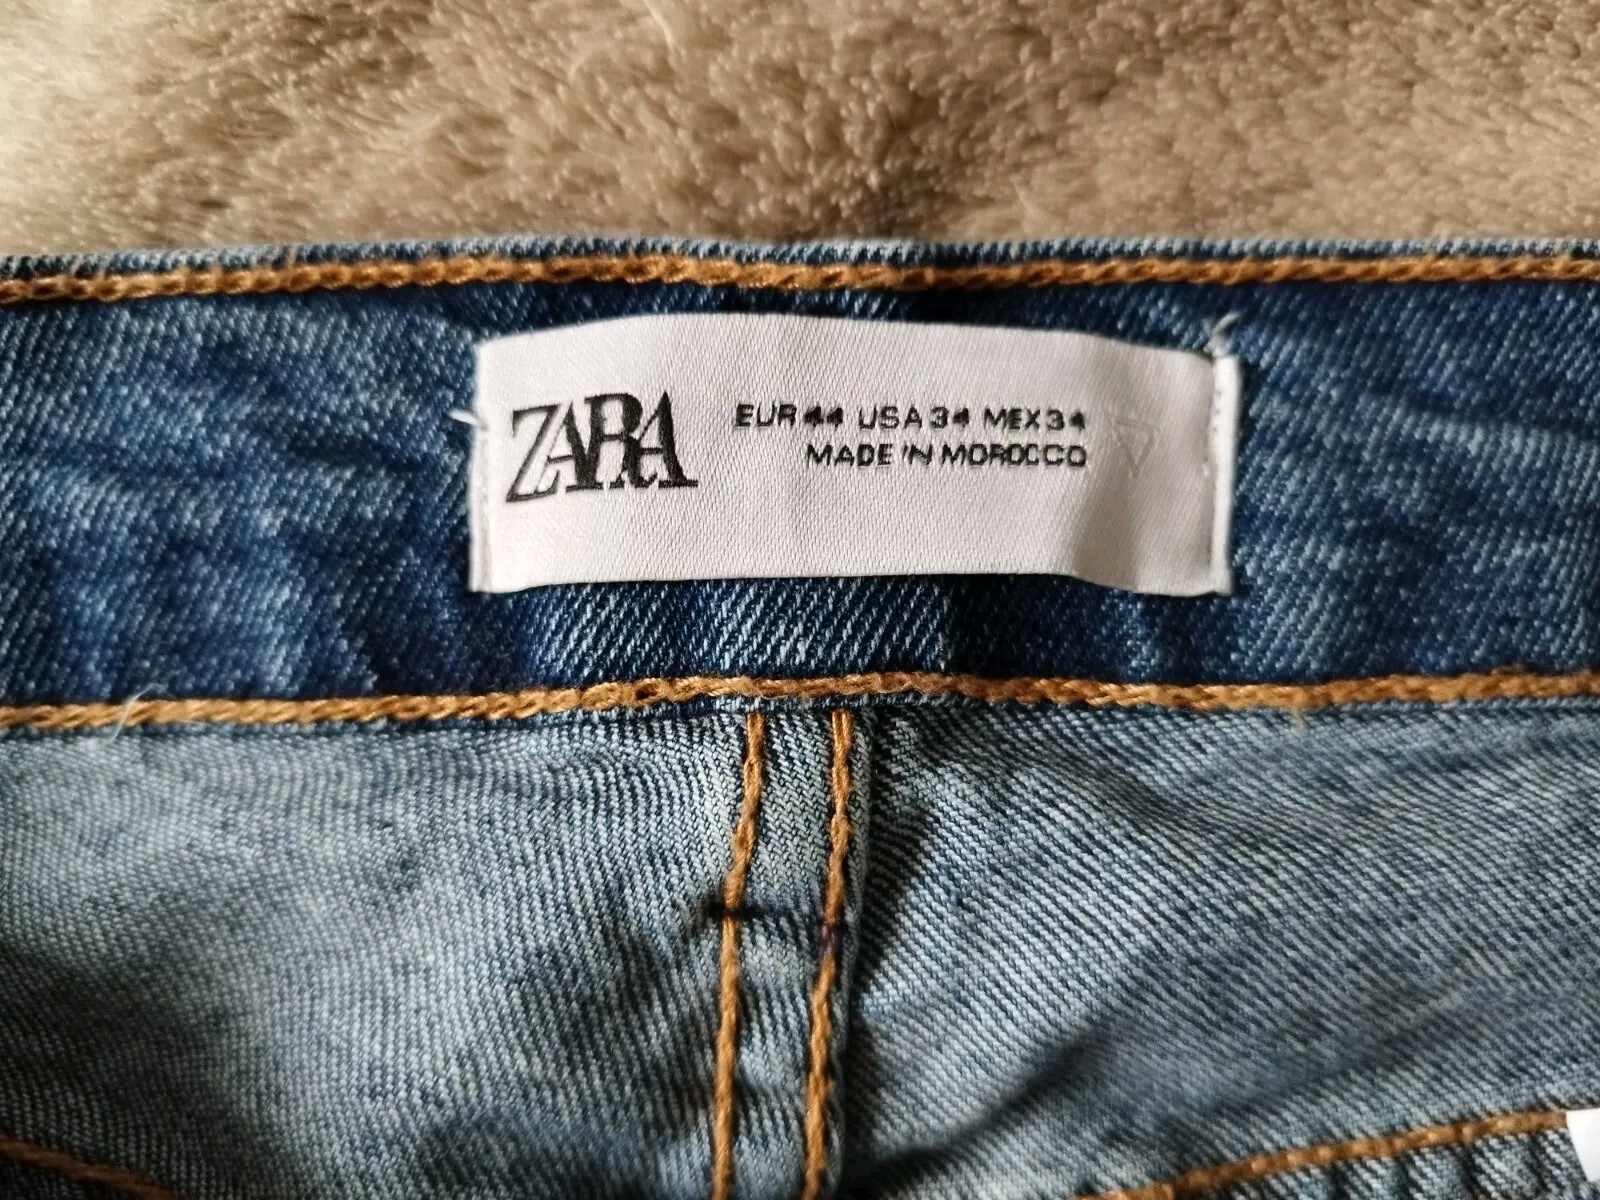 ZARA
EUR 44 USA 34 MEX 34
MADE IN MOROCCO